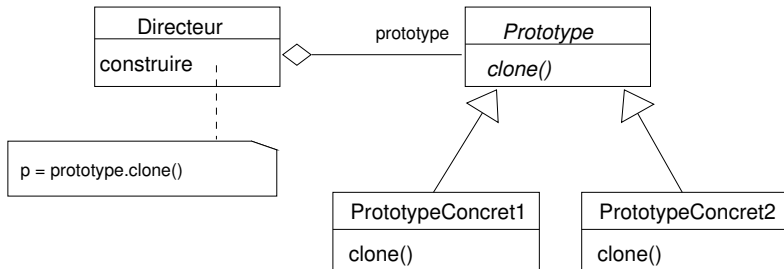 Directeur
construire
prototype
Prototype
clone()
p = prototype.clone()
PrototypeConcret1
clone()
PrototypeConcret2
clone()